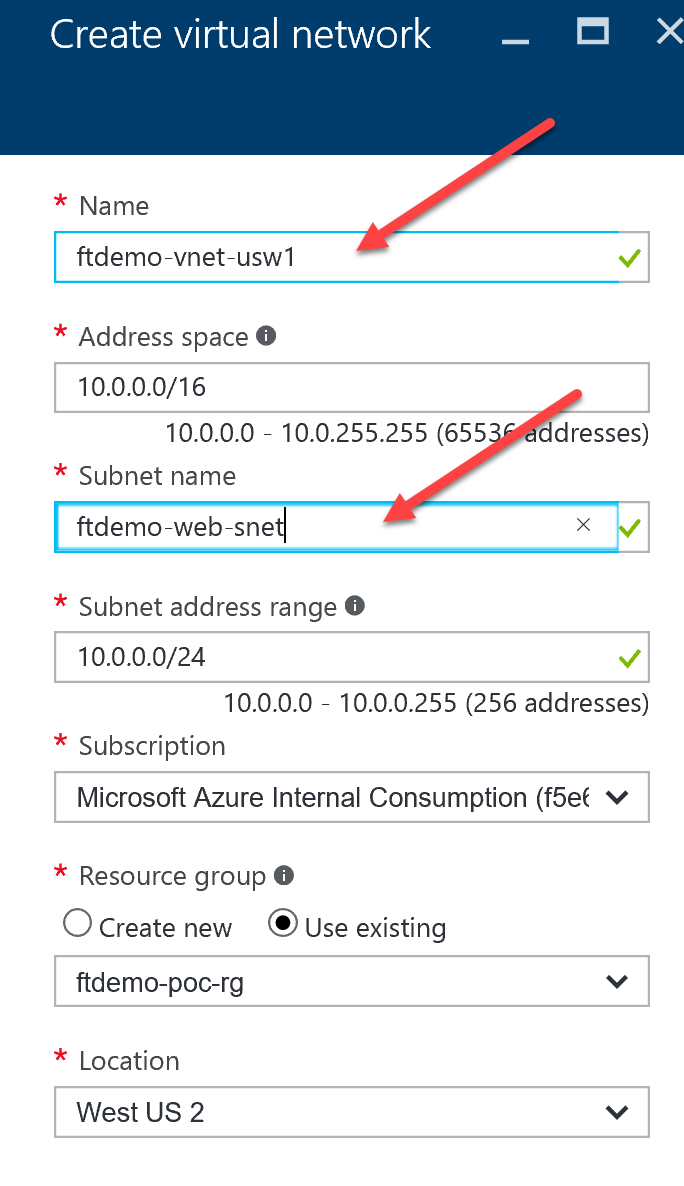 Create virtual network
* Name
ftdemo-vnet-usw1
* Address space
10.0.0.0/16
10.0.0.0 - 10.0.255.255 (65536 addresses)
* Subnet name
ftdemo-web-snet
* Subnet address range
10.0.0.0/24
10.0.0.0 - 10.0.0.255 (256 addresses)
* Subscription
Microsoft Azure Internal Consumption (f5e6
* Resource group
Create new Use existing
ftdemo-poc-rg
* Location
West US 2